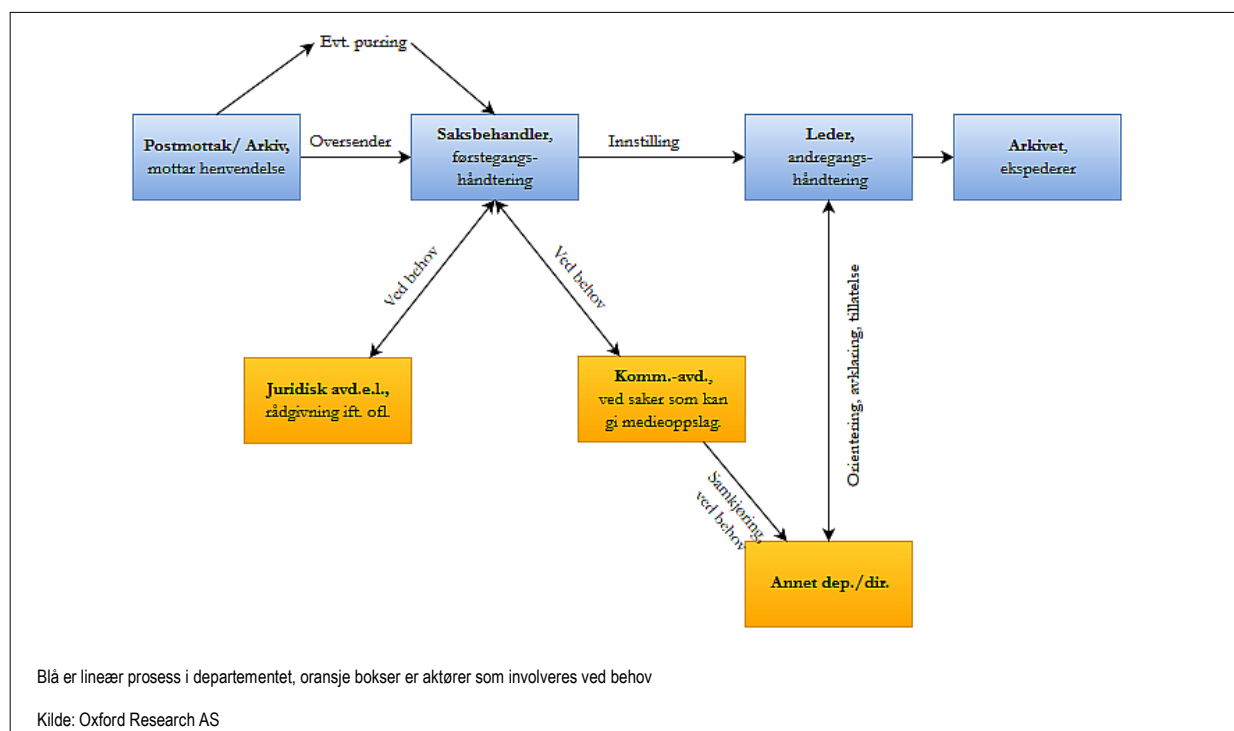 Evt. purring
Postmottak/ Arkiv,
mottar henvendelse
Oversender
Saksbehandler,
førstegangs-
håndtering
Innstilling
Leder,
andregangs-
håndtering
Arkivet,
ekspederer
Ved behov
Ved behov
Orientering, avklaring, tillatelse
Juridisk avd.e.l.,
rådgivning ift. ofl.
Komm.-avd.,
ved saker som kan
gi medieoppslag.
Samkjøring,
ved behov
Annet dep./dir.
Blå er lineær prosess i departementet, oransje bokser er aktører som involveres ved behov
Kilde: Oxford Research AS